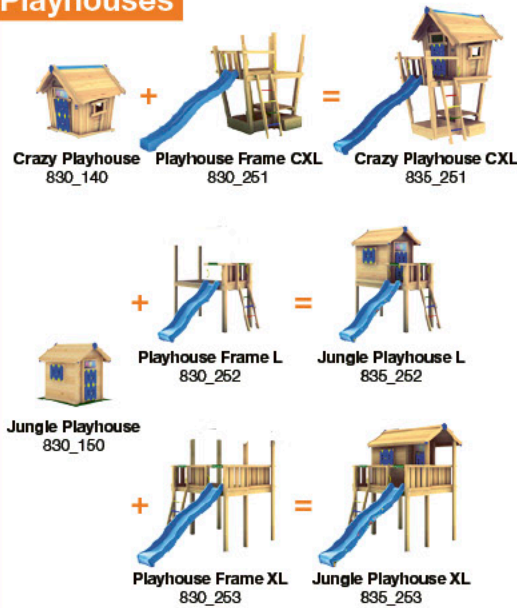 Playhouses
+
=
Crazy Playhouse
830_140
Playhouse Frame CXL
830_251
Crazy Playhouse CXL
835_251
+
=
Playhouse Frame L
830_252
Jungle Playhouse L
835_252
Jungle Playhouse
830_150
+
=
Playhouse Frame XL
830_253
Jungle Playhouse XL
835_253